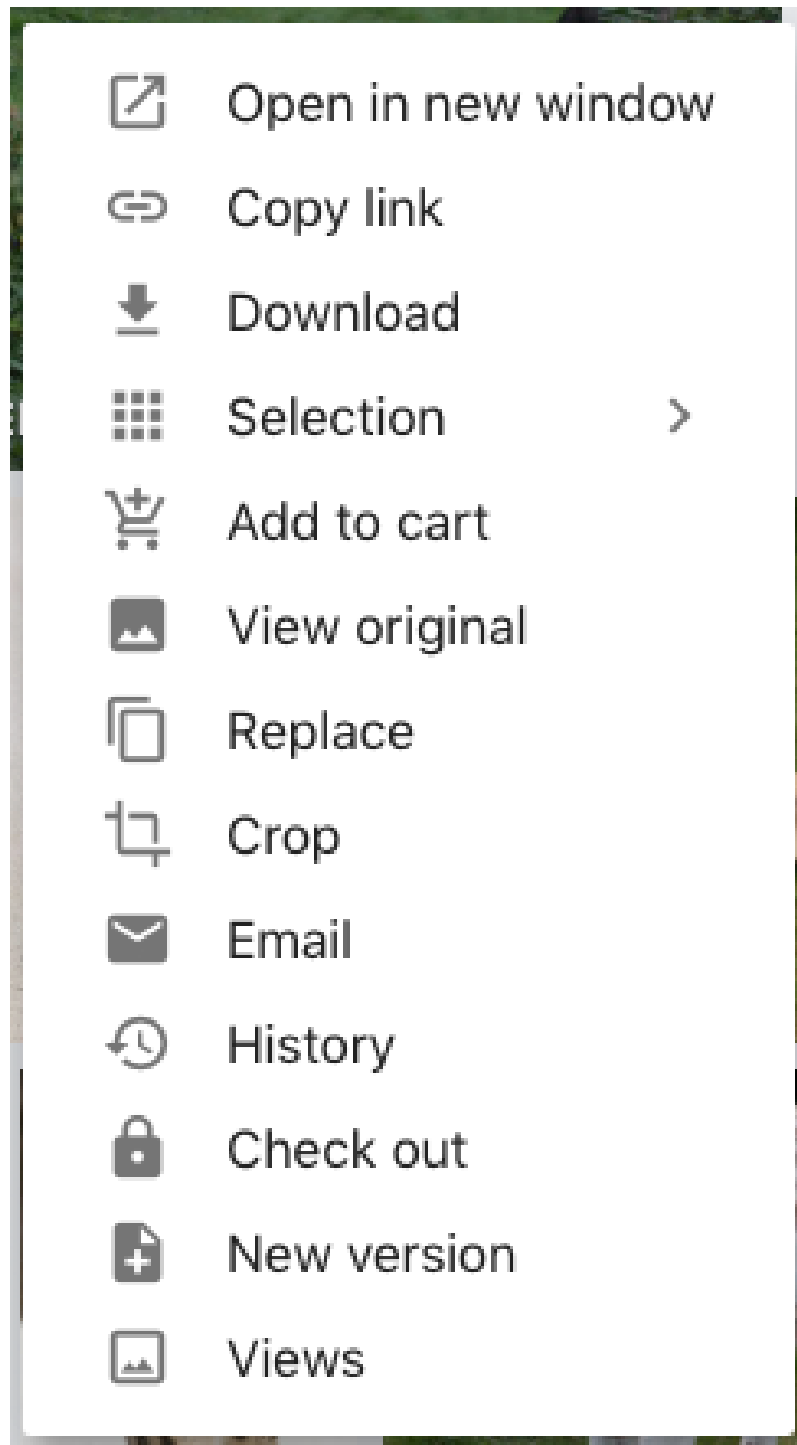 Open in new window
Copy link
Download
Selection
Add to cart
View original
Replace
Crop
Email
History
Check out
New version
Views